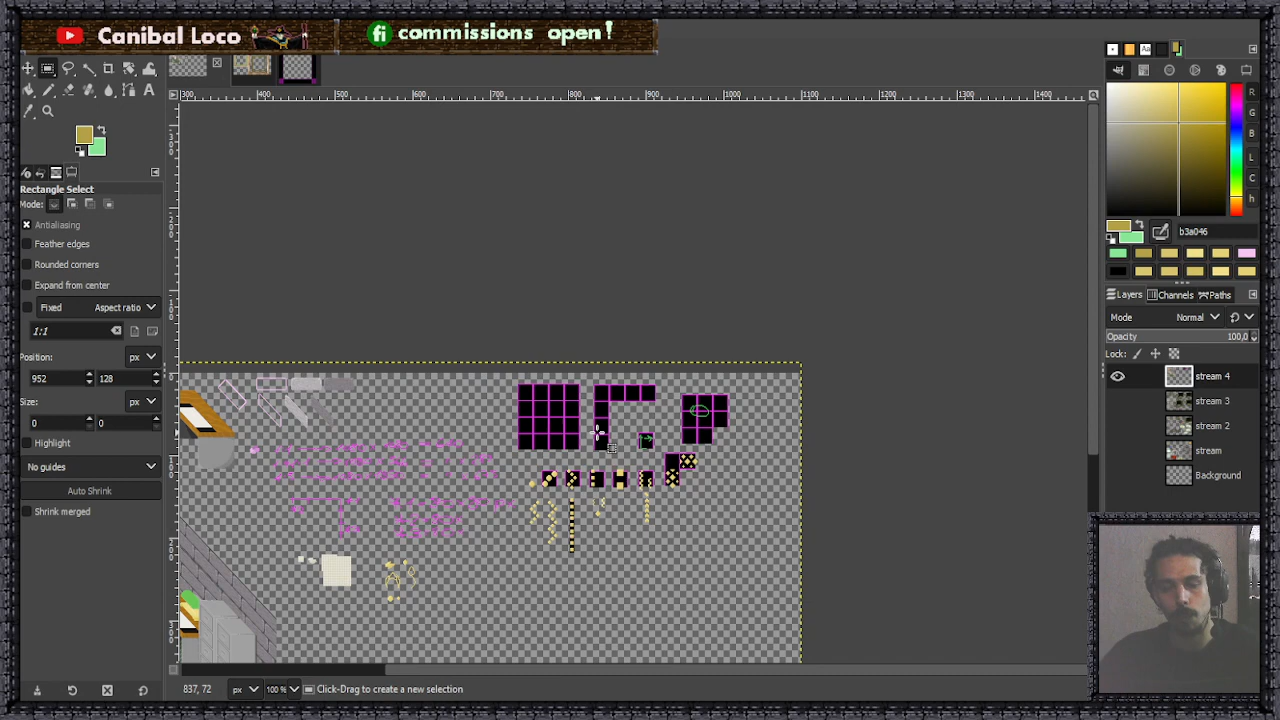 Canibal Loco
fi commissions open!
300 400 500 600 700 800 900 1000 1100 1200 1300 1400
Aa
R
G
B
L
C
h
b3a046
Rectangle Select
Mode:
Antialiasing
Feather edges
Rounded corners
Expand from center
Fixed Aspect ratio
1:1
Position: px
952 128
Size: px
0 0
Highlight
No guides
Auto Shrink
Shrink merged
Layers Channels Paths
Mode Normal
Opacity 100,0
Lock:
stream 4
stream 3
stream 2
stream
Background
837, 72 px 100 % Click-Drag to create a new selection